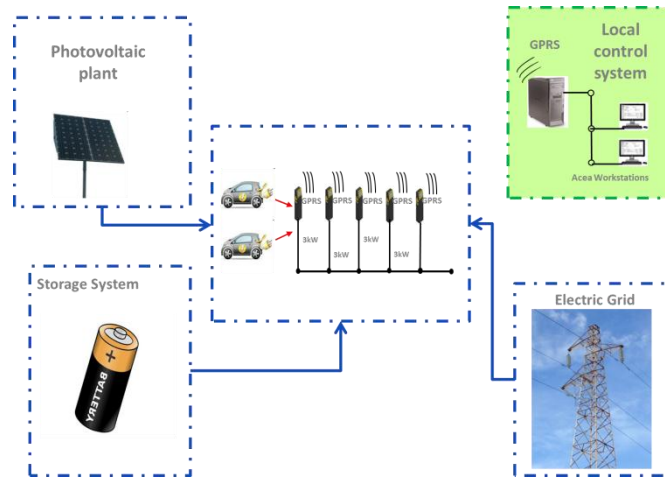 Photovoltaic
plant
GPRS
Local
control
system
Acea Workstations
GPRS
GPRS
GPRS
GPRS
GPRS
3kW
3kW
3kW
3kW
Storage System
+
BATTERY
Electric Grid